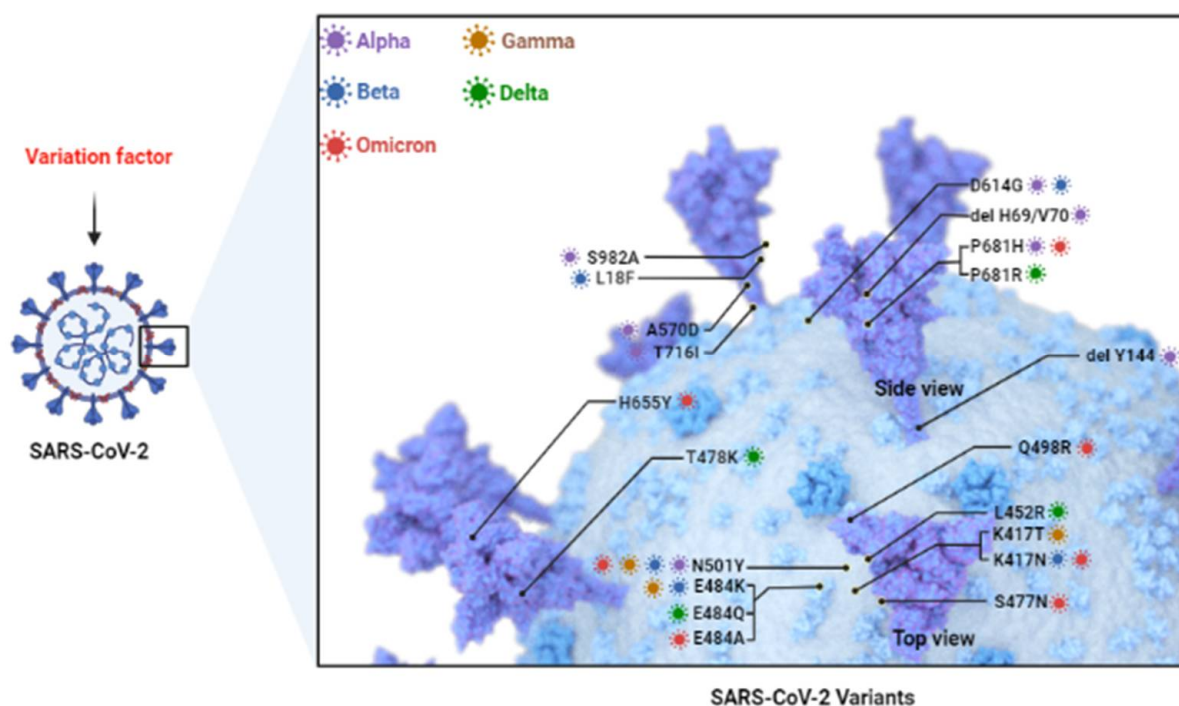 Alpha
Gamma
Beta
Delta
Omicron
Variation factor
SARS-CoV-2
D614G
del H69/V70
P681H
P681R
S982A
L18F
A570D
T716I
del Y144
Side view
H655Y
T478K
Q498R
L452R
K417T
K417N
S477N
N501Y
E484K
E484Q
E484A
Top view
SARS-CoV-2 Variants